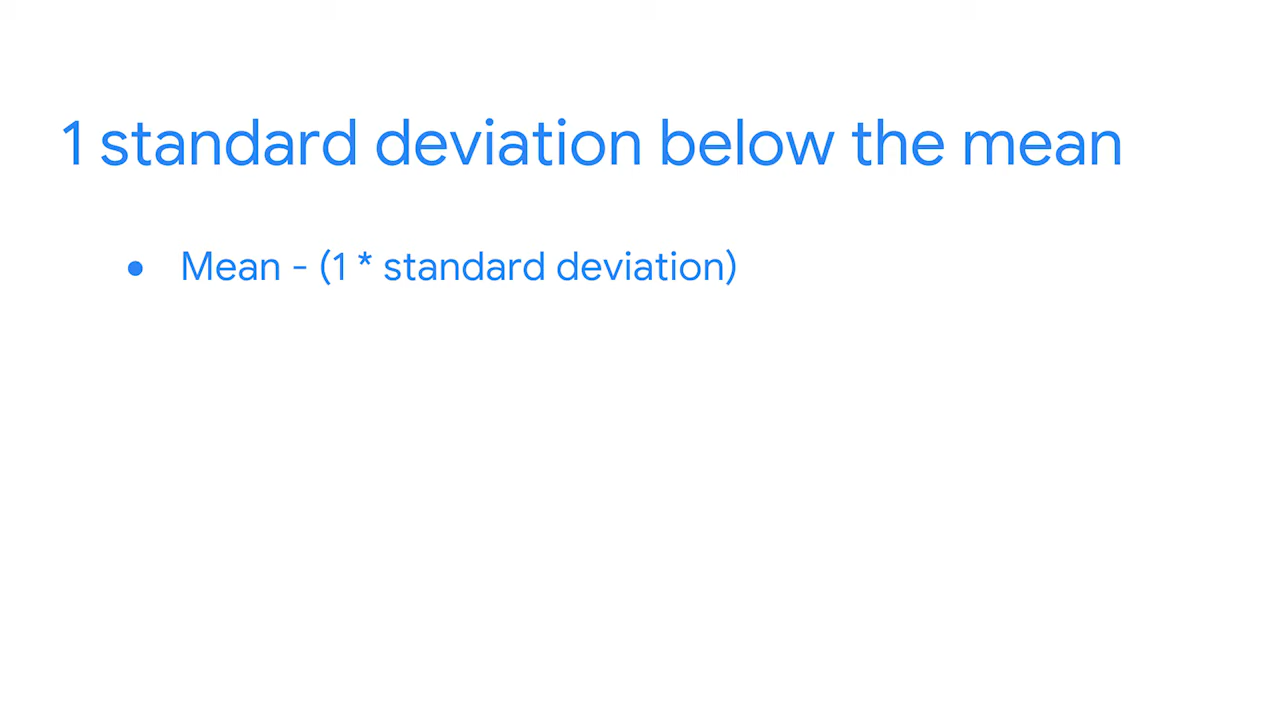 1 standard deviation below the mean
• Mean - (1 * standard deviation)